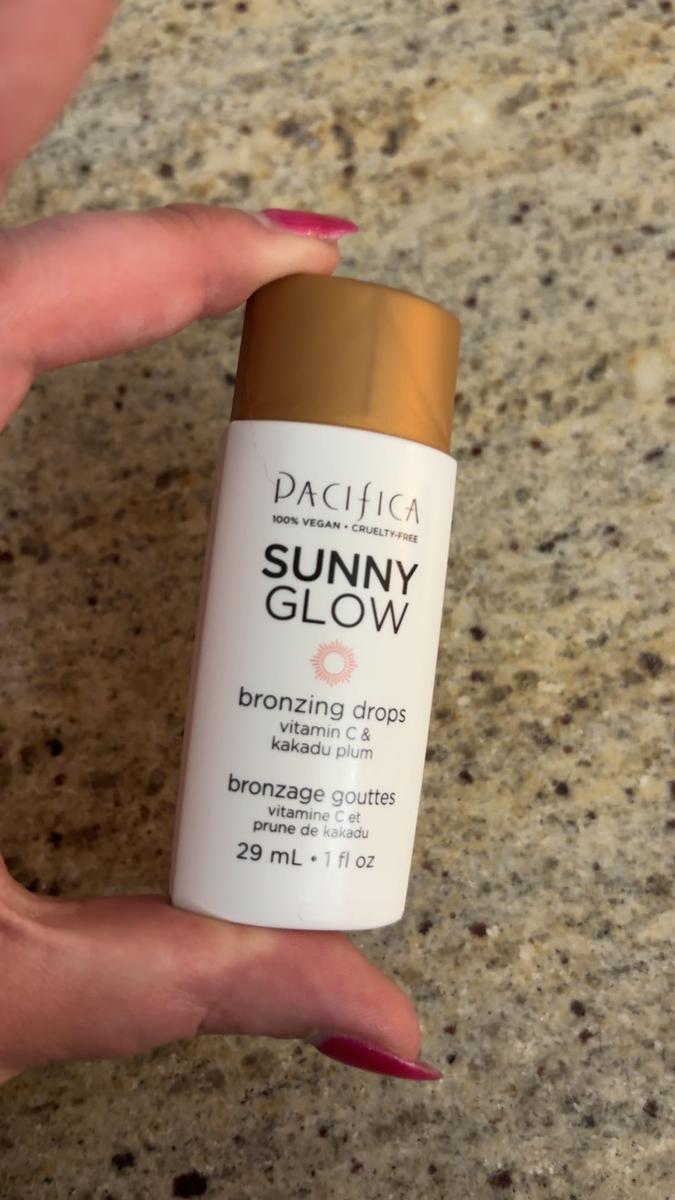 PACIFICA
100% VEGAN • CRUELTY-FREE
SUNNY
GLOW
bronzing drops
vitamin C &
kakadu plum
bronzage gouttes
vitamine C et
prune de kakadu
29 mL • 1 fl oz